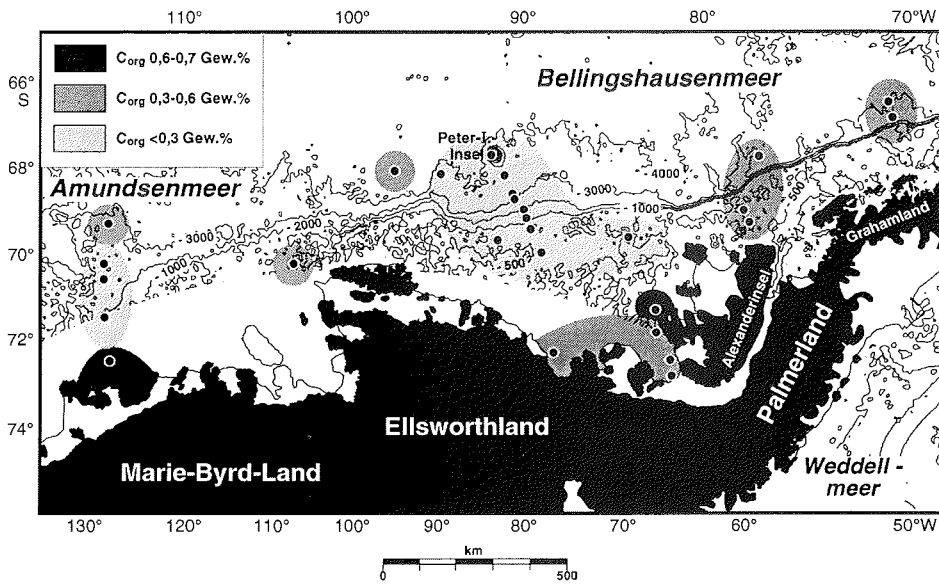 110° 100° 90° 80° 70°W
C org 0,6-0,7 Gew.%
C org 0,3-0,6 Gew.%
C org <0,3 Gew.%
66°
S
68°
70°
72°
74°
Bellingshausenmeer
Peter-I.
Insel
Amundsenmeer
4000
3000
1000
500
2000
3000
1000
500
Grahamland
Alexanderinsel
Palmerland
Ellsworthland
Marie-Byrd-Land
Weddell -
meer
130° 120° 110° 100° 90° 80° 70° 60° 50°W
km
0 500